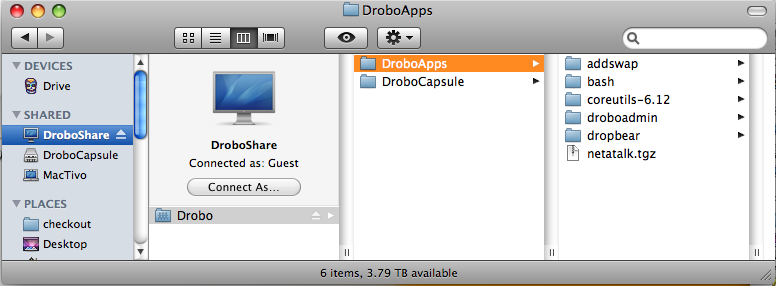 DroboApps
DEVICES
Drive
SHARED
DroboShare
DroboCapsule
MacTivo
PLACES
checkout
Desktop
DroboShare
Connected as: Guest
Connect As...
Drobo
DroboApps
DroboCapsule
addswap
bash
coreutils-6.12
droboadmin
dropbear
netatalk.tgz
6 items, 3.79 TB available